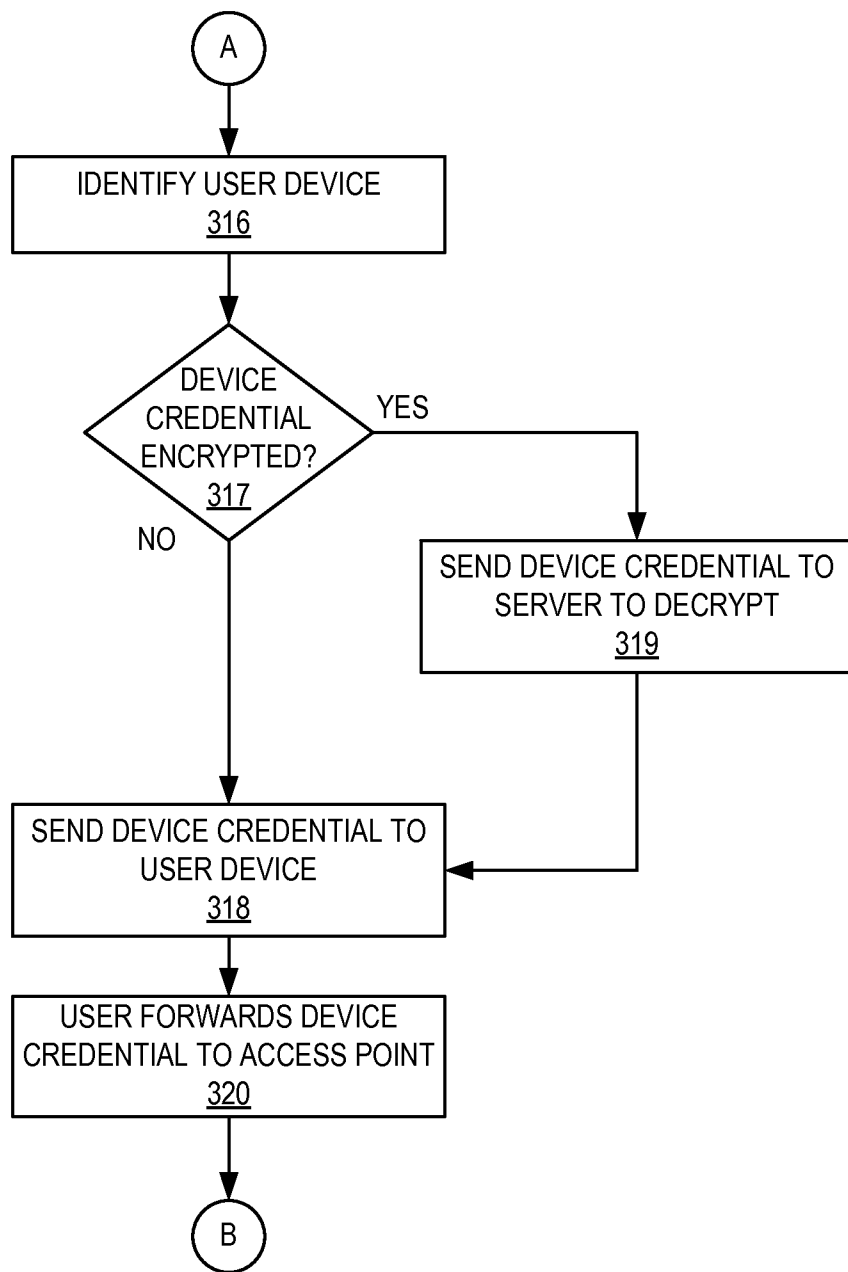 A
IDENTIFY USER DEVICE
316
DEVICE
CREDENTIAL
ENCRYPTED?
317
YES
NO
SEND DEVICE CREDENTIAL TO
SERVER TO DECRYPT
319
SEND DEVICE CREDENTIAL TO
USER DEVICE
318
USER FORWARDS DEVICE
CREDENTIAL TO ACCESS POINT
320
B